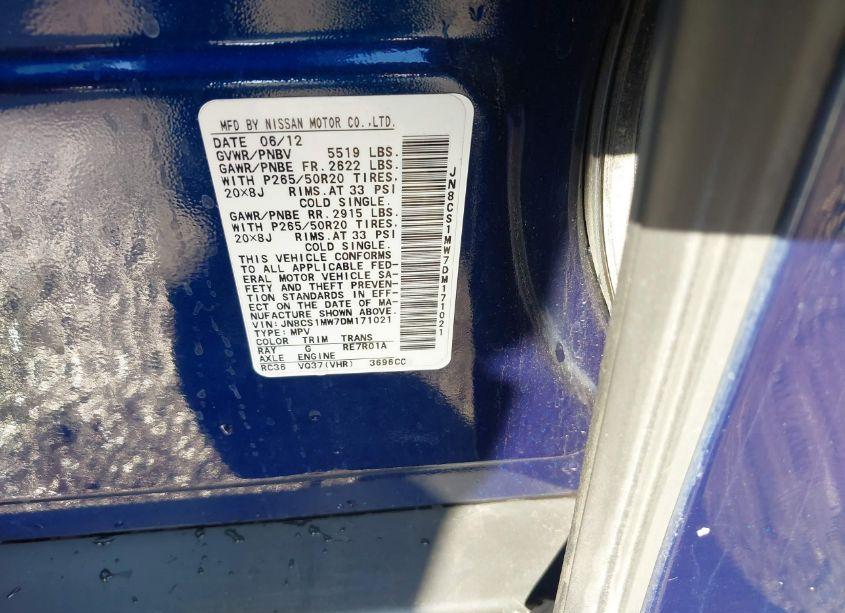 MFD BY NISSAN MOTOR CO.,LTD.
DATE 06/12
GVWR/PNBV 5519 LBS.
GAWR/PNBE FR. 2622 LBS.
WITH P265/50R20 TIRES.
20×8J RIMS.AT 33 PSI
COLD SINGLE.
GAWR/PNBE RR. 2915 LBS.
WITH P265/50R20 TIRES.
20×8J RIMS.AT 33 PSI
COLD SINGLE.
THIS VEHICLE CONFORMS
TO ALL APPLICABLE FED-
ERAL MOTOR VEHICLE SA-
FETY AND THEFT PREVEN-
TION STANDARDS IN EFF-
ECT ON THE DATE OF MA-
NUFACTURE SHOWN ABOVE.
VIN: JN8CS1MW7DM171021
TYPE: MPV
COLOR TRIM TRANS
RAY G RE7R01A
AXLE ENGINE
RC36 VQ37(VHR) 3696CC
JN8CS1MW7DM171021